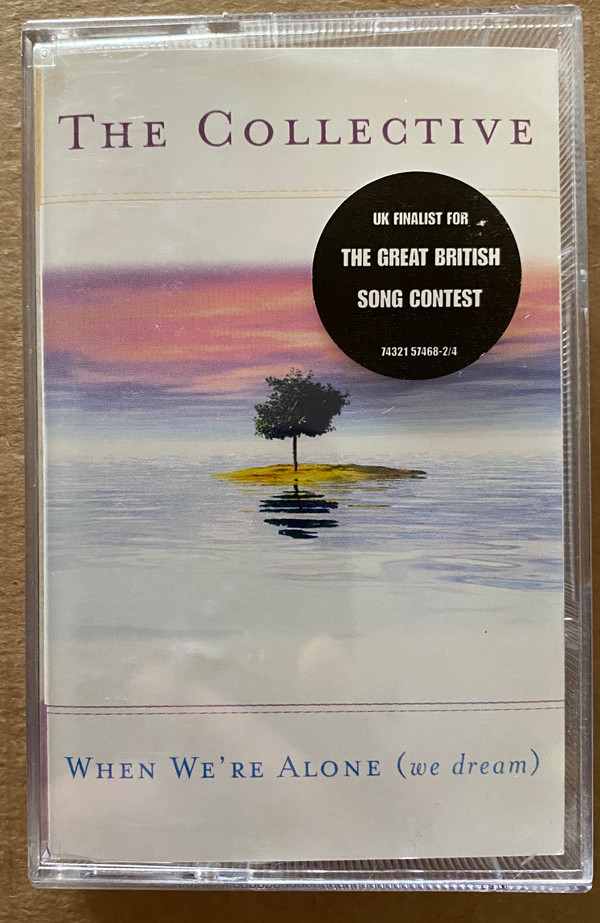 THE COLLECTIVE
UK FINALIST FOR
THE GREAT BRITISH
SONG CONTEST
74321 57468-2/4
WHEN WE'RE ALONE (we dream)